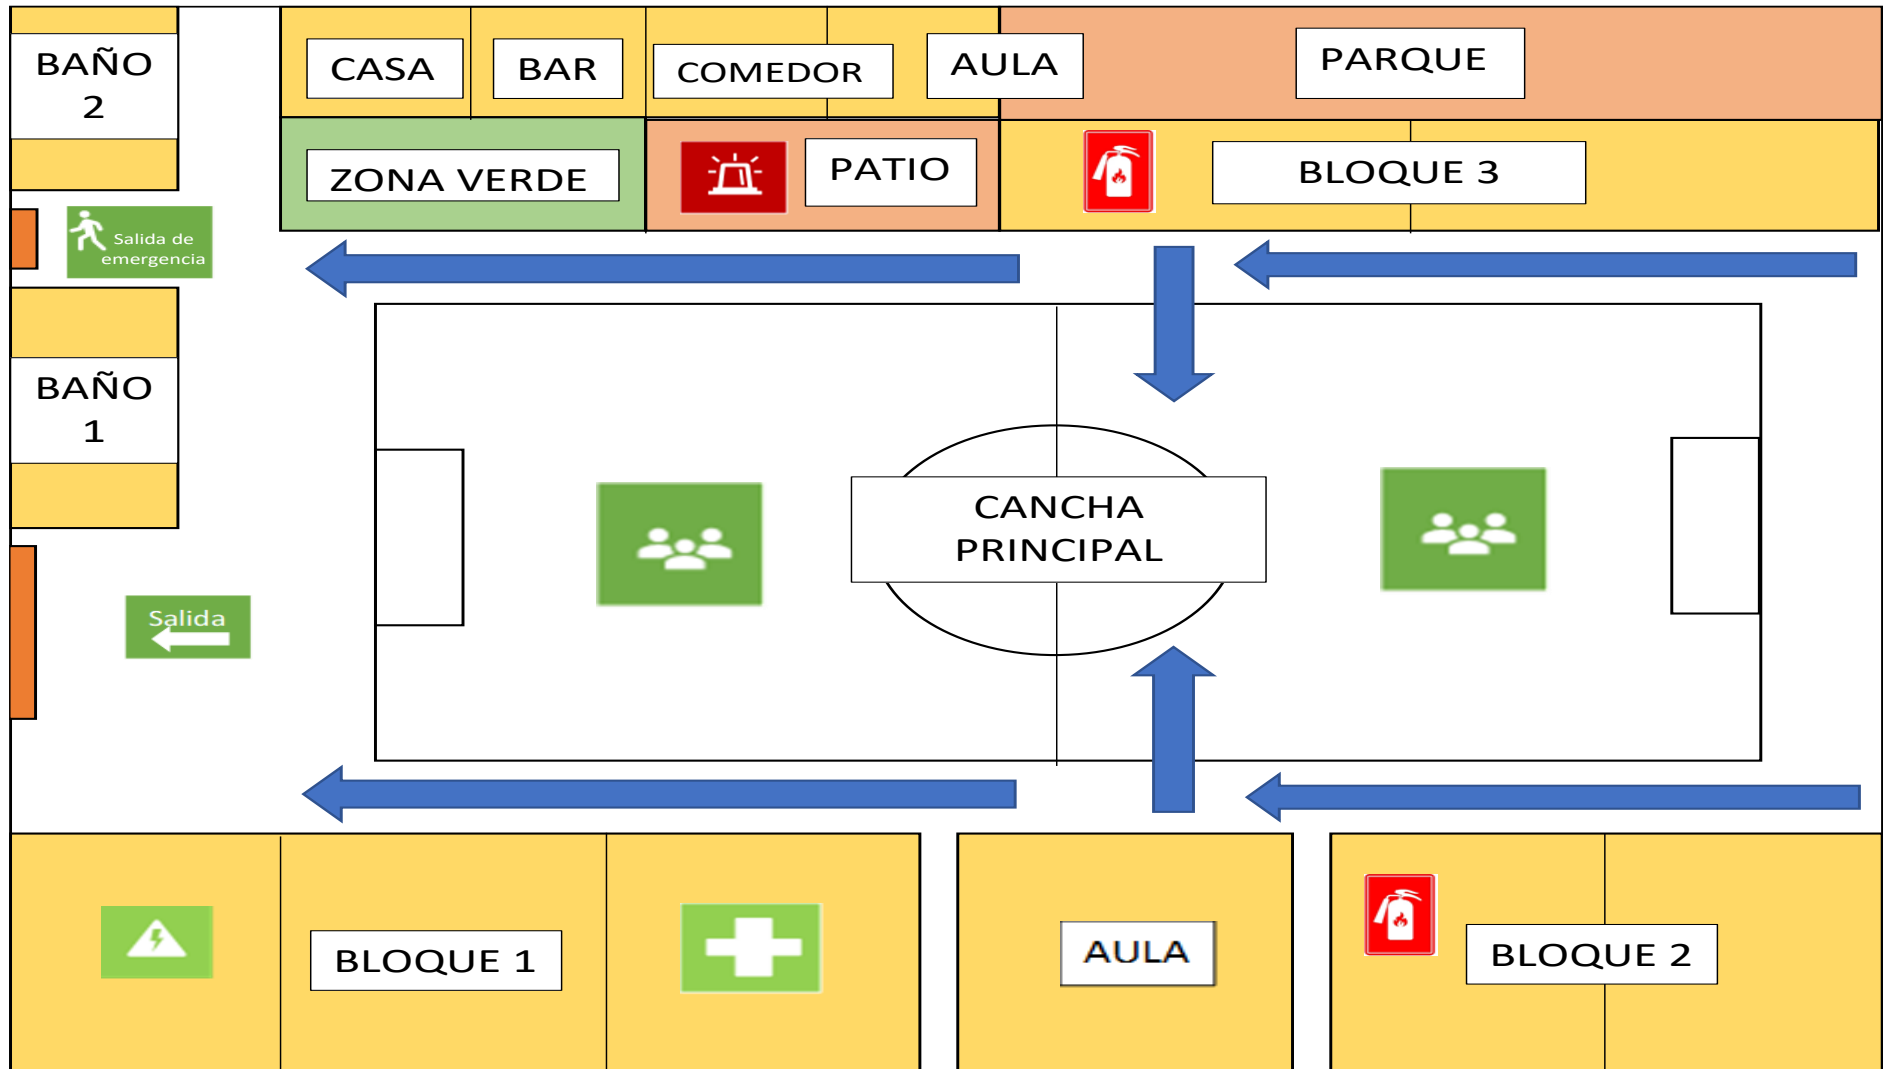 BAÑO
2
CASA
BAR
COMEDOR
AULA
PARQUE
ZONA VERDE
PATIO
BLOQUE 3
Salida de
emergencia
BAÑO
1
CANCHA
PRINCIPAL
Salida
BLOQUE 1
AULA
BLOQUE 2